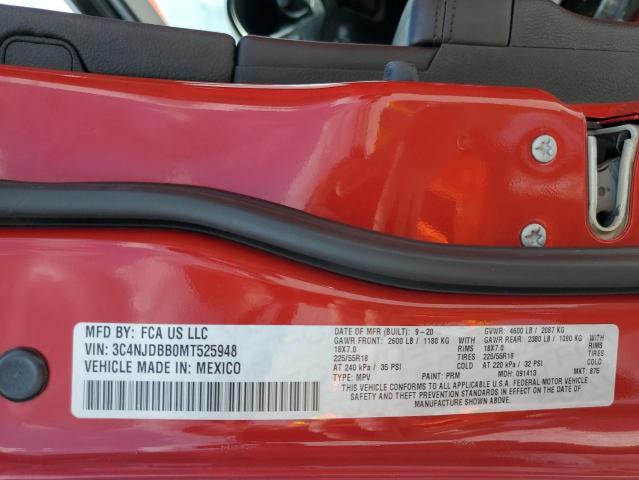 MFD BY: FCA US LLC
VIN: 3C4NJDBB0MT525948
VEHICLE MADE IN: MEXICO
DATE OF MFR (BUILT): 9-20 GVWR: 4600 LB / 2087 KG
GAWR FRONT: 2600 LB / 1180 KG WITH GAWR REAR: 2380 LB / 1080 KG WITH
18X7.0 RIMS 18X7.0 RIMS
225/55R18 TIRES 225/55R18 TIRES
AT 240 kPa / 35 PSI COLD AT 220 kPa / 32 PSI COLD
TYPE: MPV PAINT: PRM MDH: 091413 MKT: 875
THIS VEHICLE CONFORMS TO ALL APPLICABLE U.S.A. FEDERAL MOTOR VEHICLE
SAFETY, BUMPER, AND THEFT PREVENTION STANDARDS IN EFFECT ON THE DATE OF
MANUFACTURE SHOWN ABOVE.